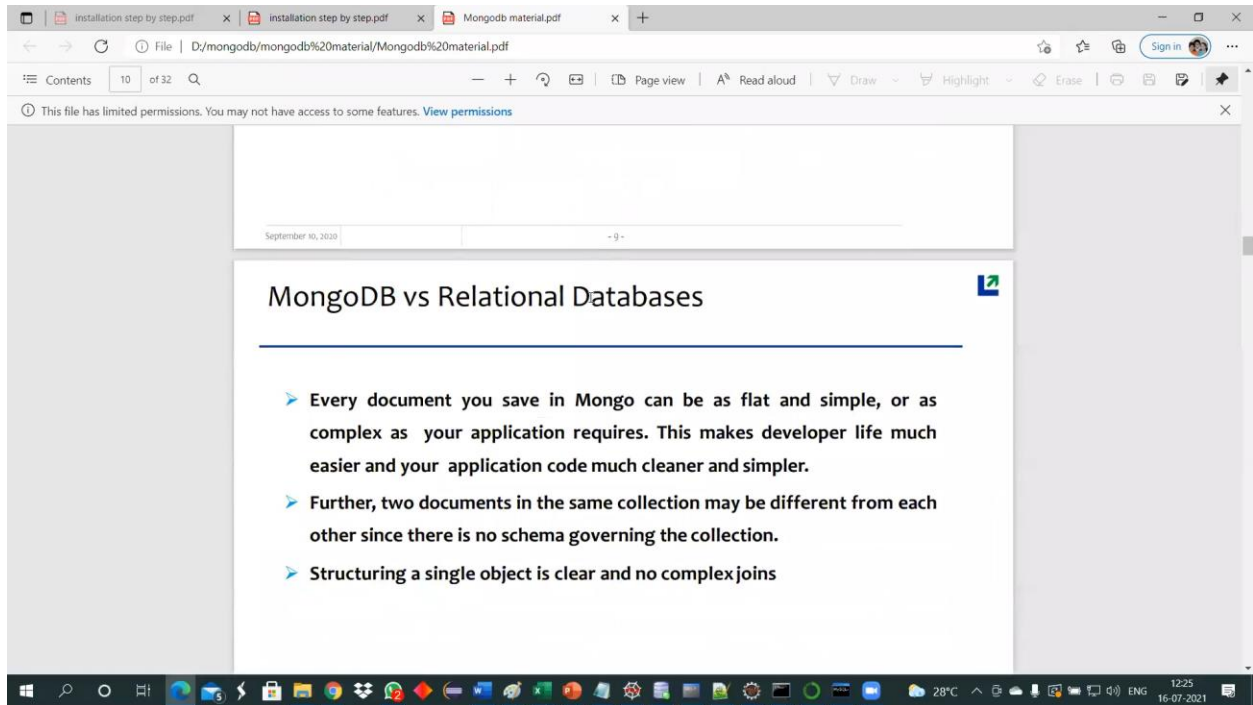 installation step by step.pdf
installation step by step.pdf
Mongodb material.pdf
File | D:/mongodb/mongodb%20material/Mongodb%20material.pdf
Sign in
Contents
10 of 32
Page view
Read aloud
Draw
Highlight
Erase
This file has limited permissions. You may not have access to some features. View permissions
September 10, 2020
- 9 -
MongoDB vs Relational Databases
Every document you save in Mongo can be as flat and simple, or as
complex as your application requires. This makes developer life much
easier and your application code much cleaner and simpler.
Further, two documents in the same collection may be different from each
other since there is no schema governing the collection.
Structuring a single object is clear and no complex joins
28°C
ENG
12:25
16-07-2021